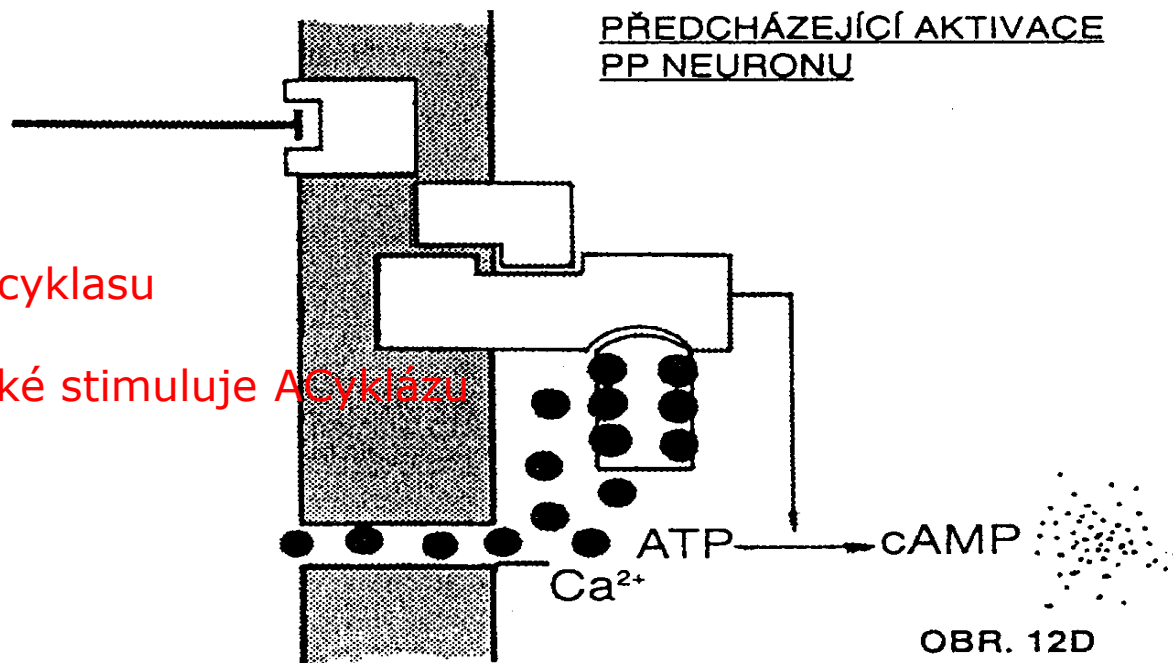 PŘEDCHÁZEJÍCÍ AKTIVACE
PP NEURONU
cyklasu
ké stimuluje ACyklázu
ATP cAMP
Ca²⁺
OBR. 12D